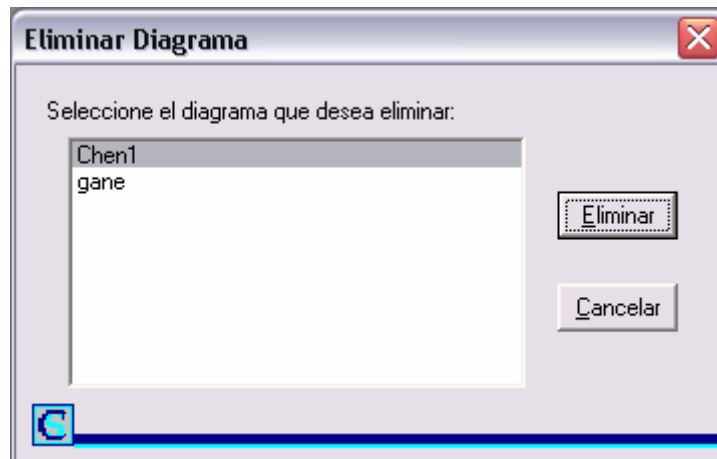 Eliminar Diagrama
Seleccione el diagrama que desea eliminar:
Chen1
gane
Eliminar
Cancelar